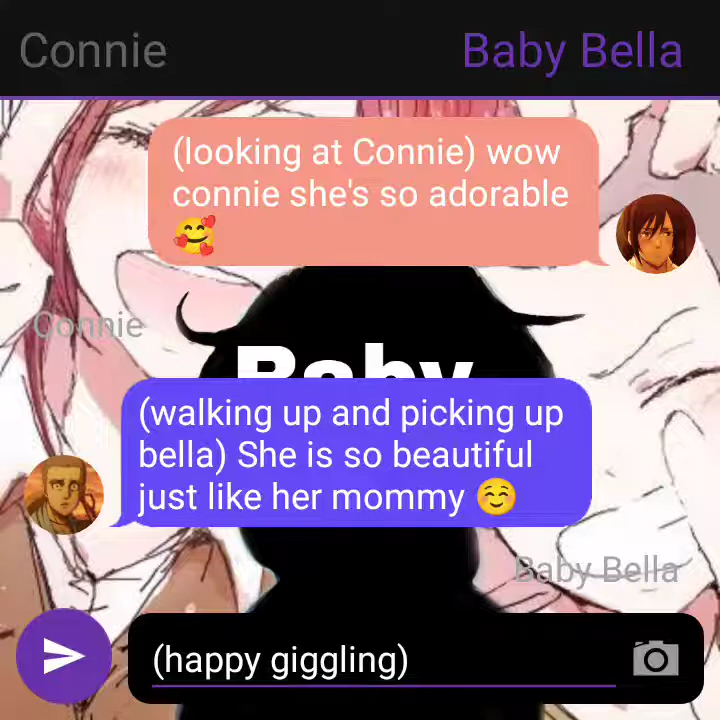 Connie
Baby Bella
(looking at Connie) wow
connie she's so adorable
🥰
Connie
Baby
(walking up and picking up
bella) She is so beautiful
just like her mommy ☺️
Baby Bella
(happy giggling)